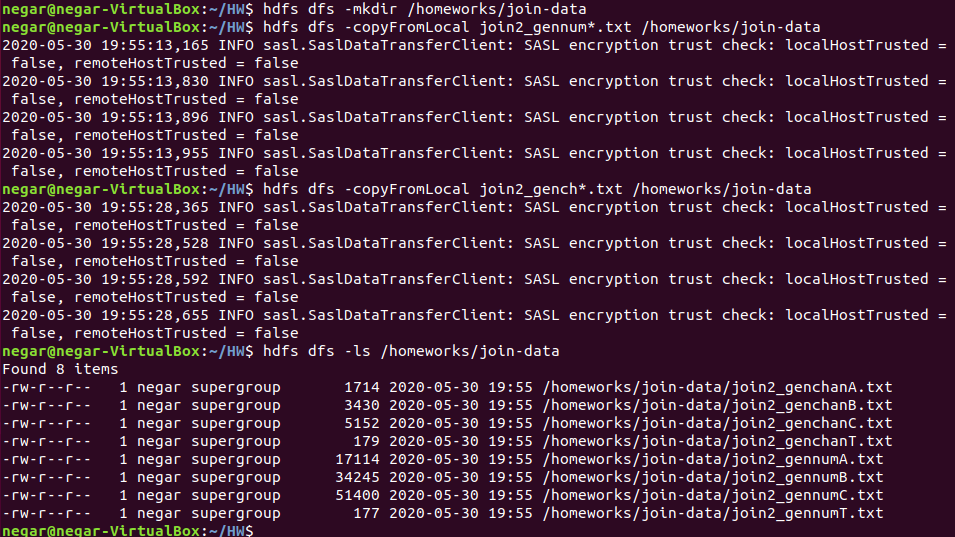 negar@negar-VirtualBox:~/HW$ hdfs dfs -mkdir /homeworks/join-data
negar@negar-VirtualBox:~/HW$ hdfs dfs -copyFromLocal join2_gennum*.txt /homeworks/join-data
2020-05-30 19:55:13,165 INFO sasl.SaslDataTransferClient: SASL encryption trust check: localHostTrusted =
 false, remoteHostTrusted = false
2020-05-30 19:55:13,830 INFO sasl.SaslDataTransferClient: SASL encryption trust check: localHostTrusted =
 false, remoteHostTrusted = false
2020-05-30 19:55:13,896 INFO sasl.SaslDataTransferClient: SASL encryption trust check: localHostTrusted =
 false, remoteHostTrusted = false
2020-05-30 19:55:13,955 INFO sasl.SaslDataTransferClient: SASL encryption trust check: localHostTrusted =
 false, remoteHostTrusted = false
negar@negar-VirtualBox:~/HW$ hdfs dfs -copyFromLocal join2_gench*.txt /homeworks/join-data
2020-05-30 19:55:28,365 INFO sasl.SaslDataTransferClient: SASL encryption trust check: localHostTrusted =
 false, remoteHostTrusted = false
2020-05-30 19:55:28,528 INFO sasl.SaslDataTransferClient: SASL encryption trust check: localHostTrusted =
 false, remoteHostTrusted = false
2020-05-30 19:55:28,592 INFO sasl.SaslDataTransferClient: SASL encryption trust check: localHostTrusted =
 false, remoteHostTrusted = false
2020-05-30 19:55:28,655 INFO sasl.SaslDataTransferClient: SASL encryption trust check: localHostTrusted =
 false, remoteHostTrusted = false
negar@negar-VirtualBox:~/HW$ hdfs dfs -ls /homeworks/join-data
Found 8 items
-rw-r--r--   1 negar supergroup       1714 2020-05-30 19:55 /homeworks/join-data/join2_genchanA.txt
-rw-r--r--   1 negar supergroup       3430 2020-05-30 19:55 /homeworks/join-data/join2_genchanB.txt
-rw-r--r--   1 negar supergroup       5152 2020-05-30 19:55 /homeworks/join-data/join2_genchanC.txt
-rw-r--r--   1 negar supergroup        179 2020-05-30 19:55 /homeworks/join-data/join2_genchanT.txt
-rw-r--r--   1 negar supergroup      17114 2020-05-30 19:55 /homeworks/join-data/join2_gennumA.txt
-rw-r--r--   1 negar supergroup      34245 2020-05-30 19:55 /homeworks/join-data/join2_gennumB.txt
-rw-r--r--   1 negar supergroup      51400 2020-05-30 19:55 /homeworks/join-data/join2_gennumC.txt
-rw-r--r--   1 negar supergroup        177 2020-05-30 19:55 /homeworks/join-data/join2_gennumT.txt
negar@negar-VirtualBox:~/HW$